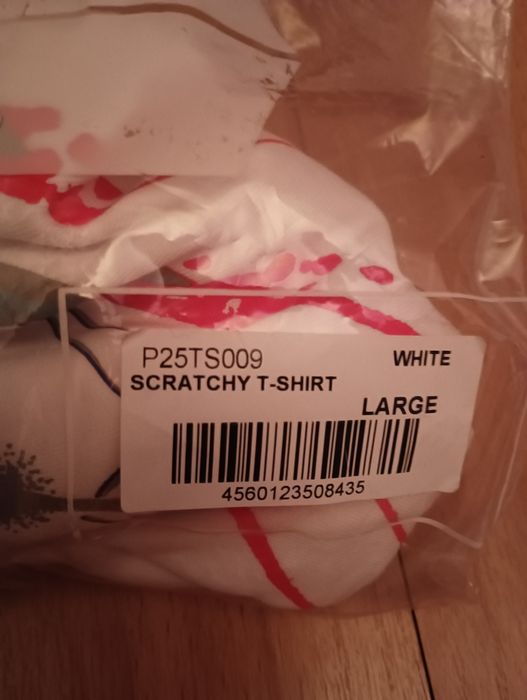 P25TS009 WHITE
SCRATCHY T-SHIRT
LARGE
4560123508435